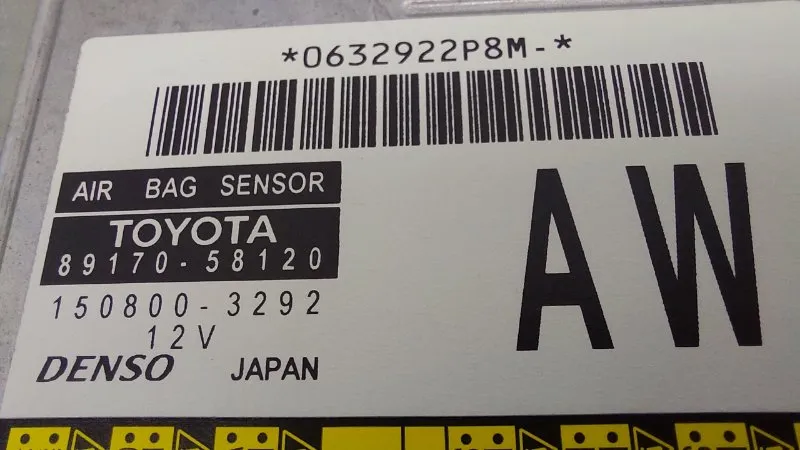 *0632922P8M-*
AIR BAG SENSOR
TOYOTA
89170-58120
150800-3292
12V
DENSO JAPAN
AW